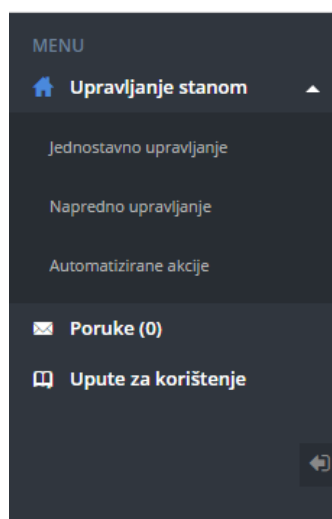 MENU
Upravljanje stanom
Jednostavno upravljanje
Napredno upravljanje
Automatizirane akcije
Poruke (0)
Upute za korištenje